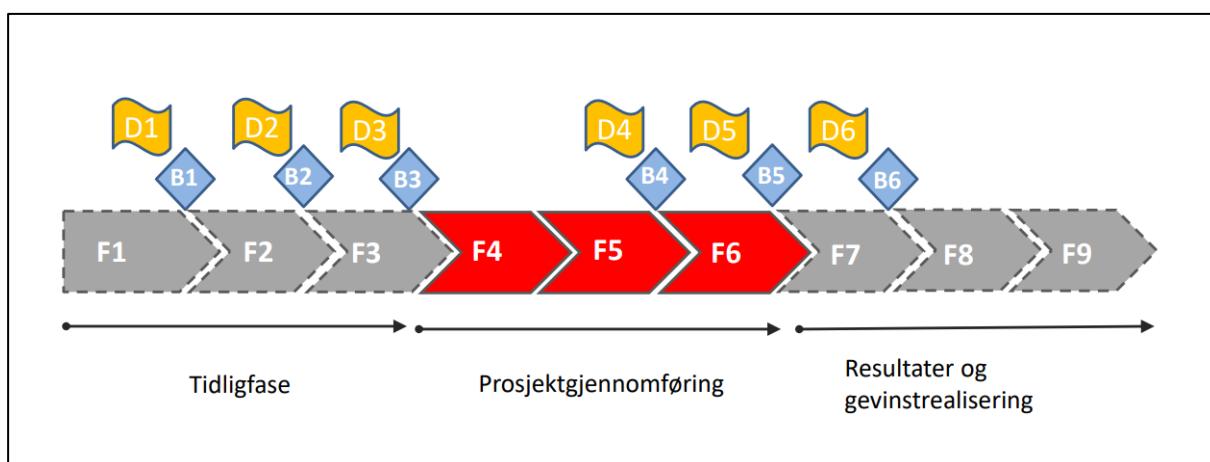 D1 D2 D3 D4 D5 D6
B1 B2 B3 B4 B5 B6
F1 F2 F3 F4 F5 F6 F7 F8 F9
Tidligfase
Prosjektgjennomføring
Resultater og
gevinstrealisering